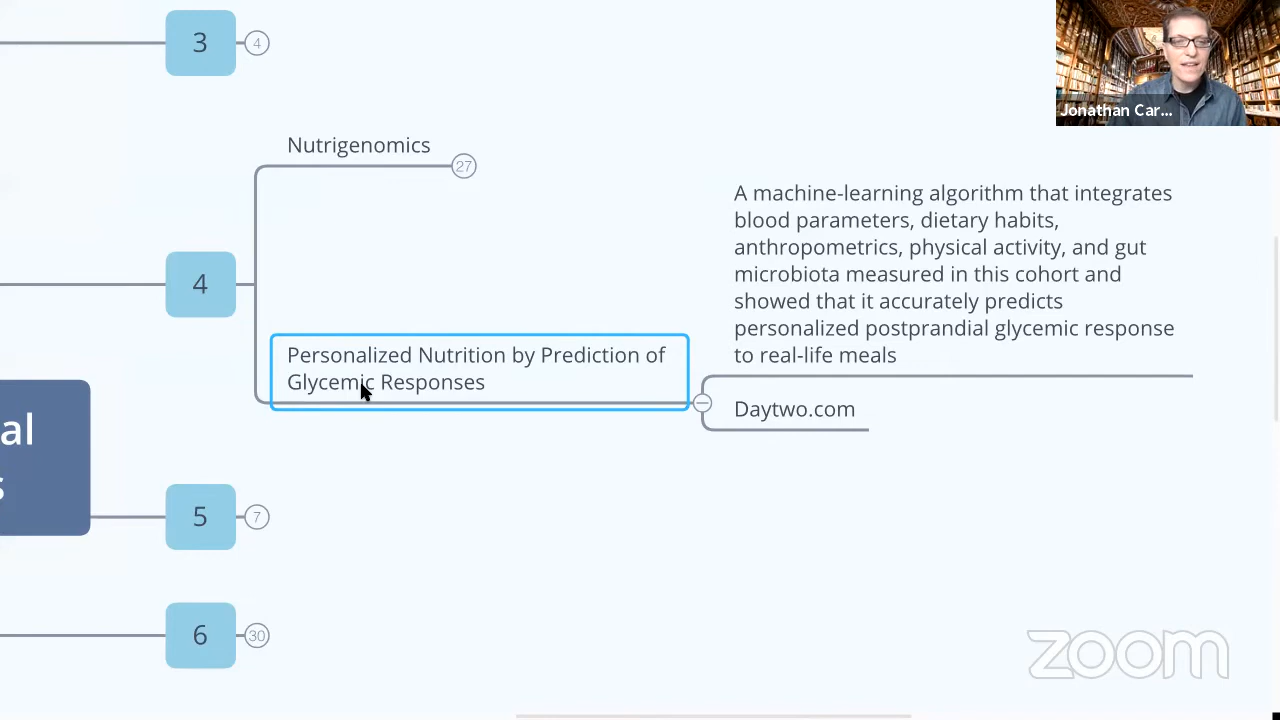 3
4
Jonathan Car...
Nutrigenomics
27
A machine-learning algorithm that integrates
blood parameters, dietary habits,
anthropometrics, physical activity, and gut
microbiota measured in this cohort and
showed that it accurately predicts
personalized postprandial glycemic response
to real-life meals
4
Personalized Nutrition by Prediction of
Glycemic Responses
Daytwo.com
al
s
5
7
6
30
zoom